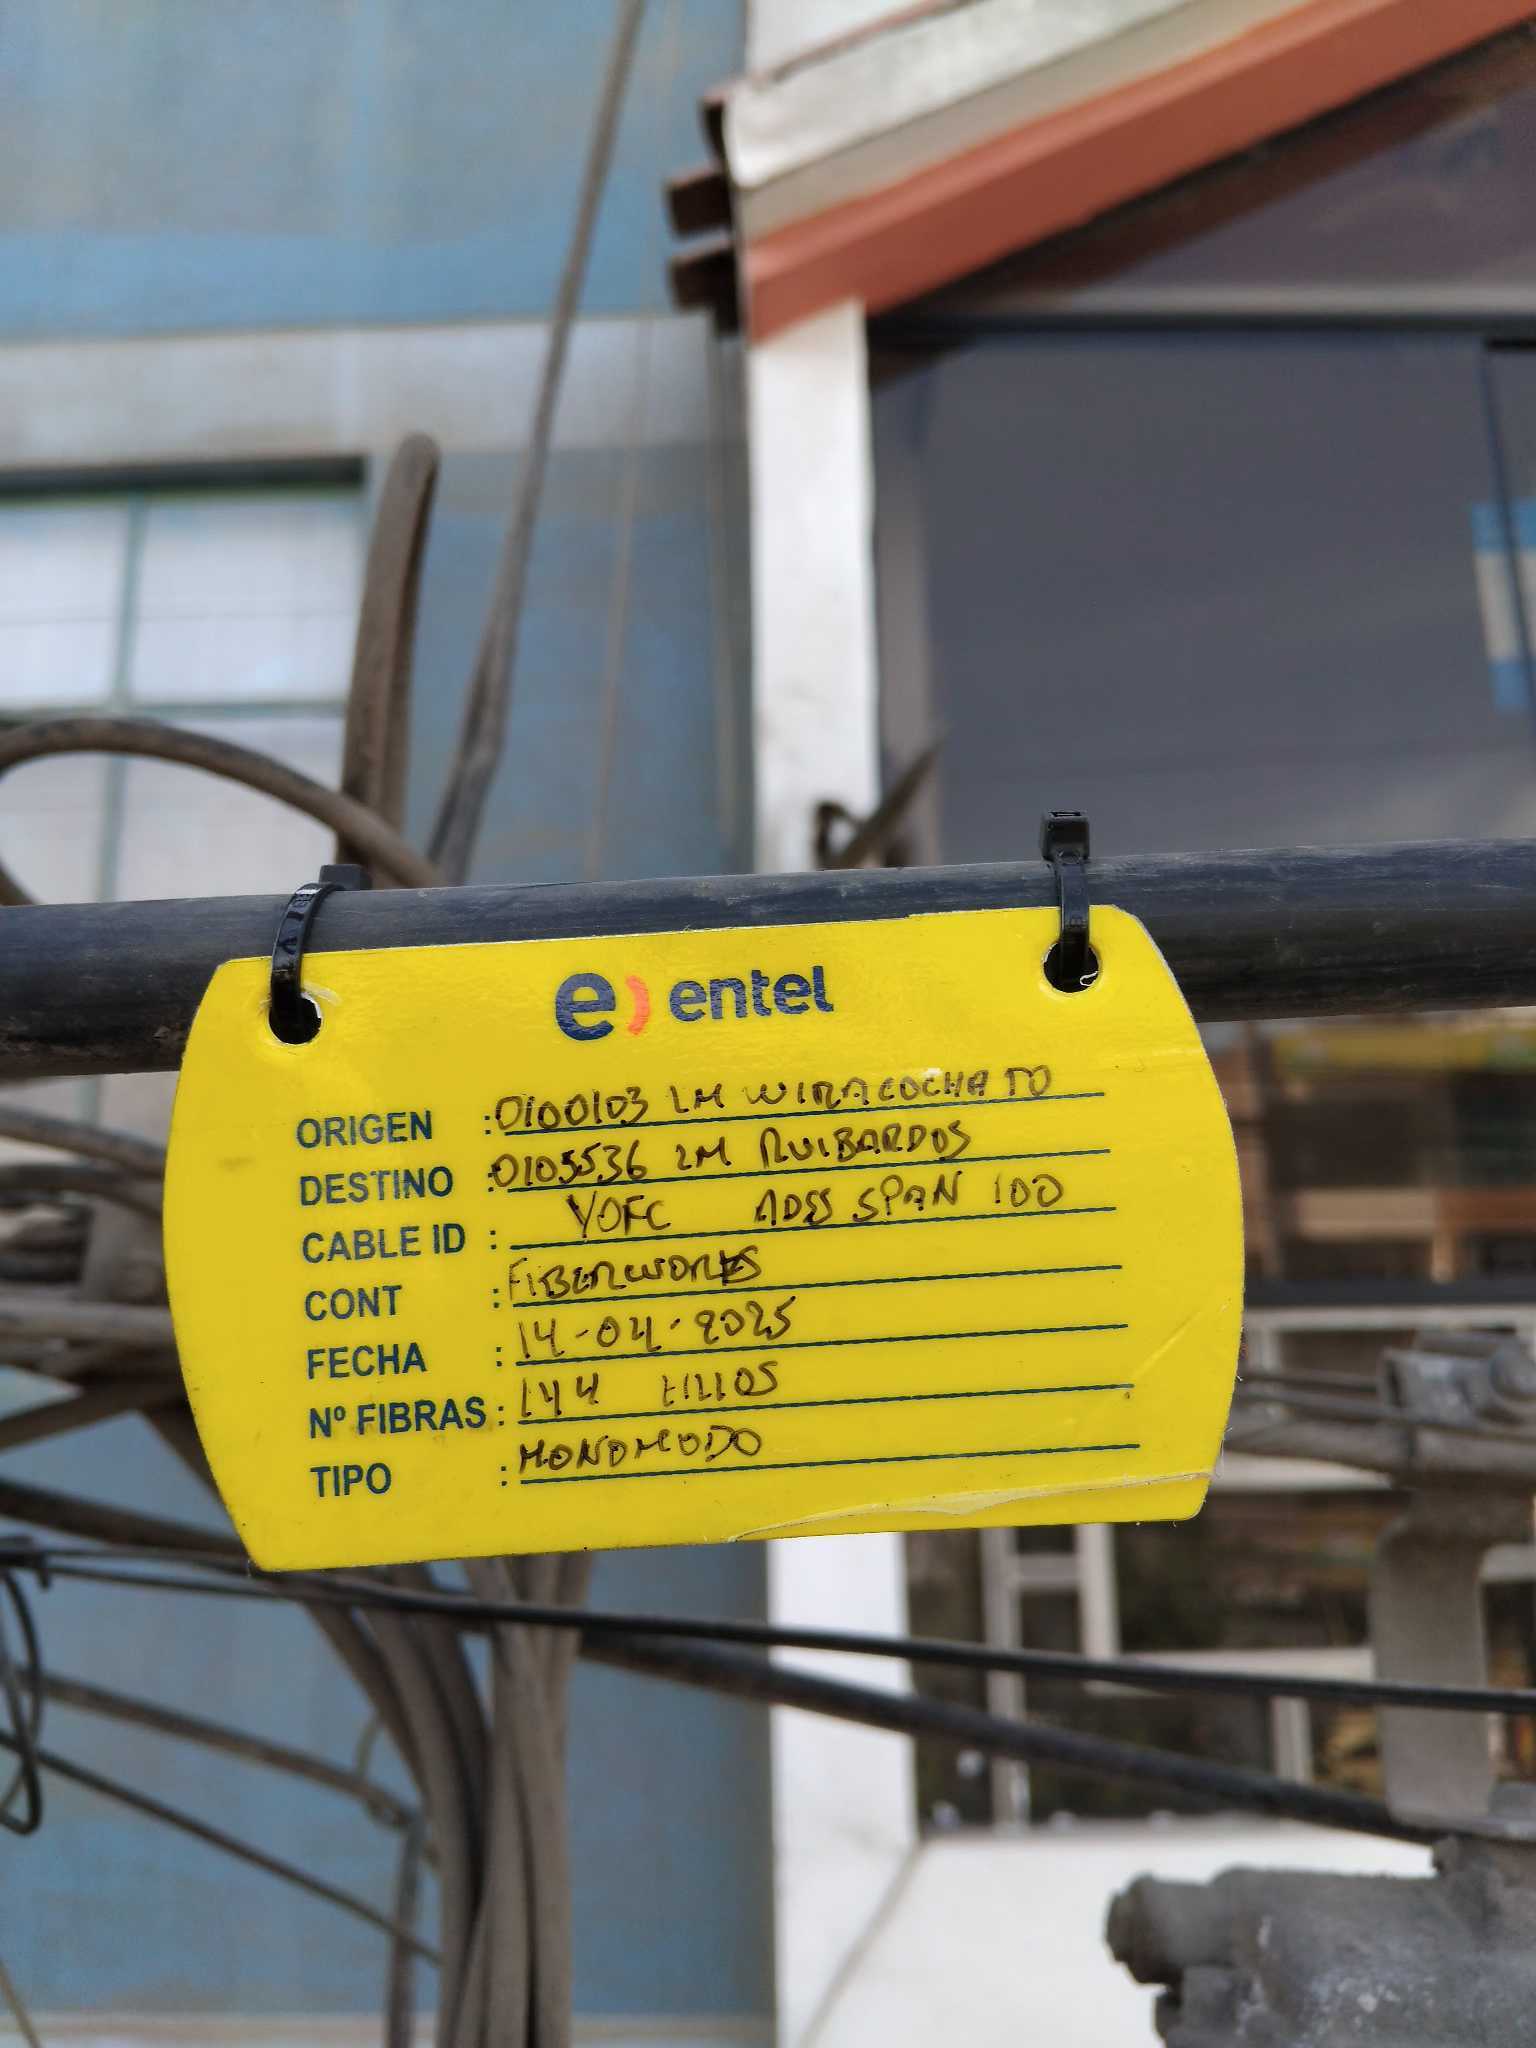 e) entel
ORIGEN : 0100103 LM WIRACOCHA TO
DESTINO : 0105536 LM RUIBARDOS
CABLE ID : YOFC ADSS SPAN 100
CONT : FIBERWORKS
FECHA : 14-04-2025
Nº FIBRAS : 144 HILOS
TIPO : MONOMODO